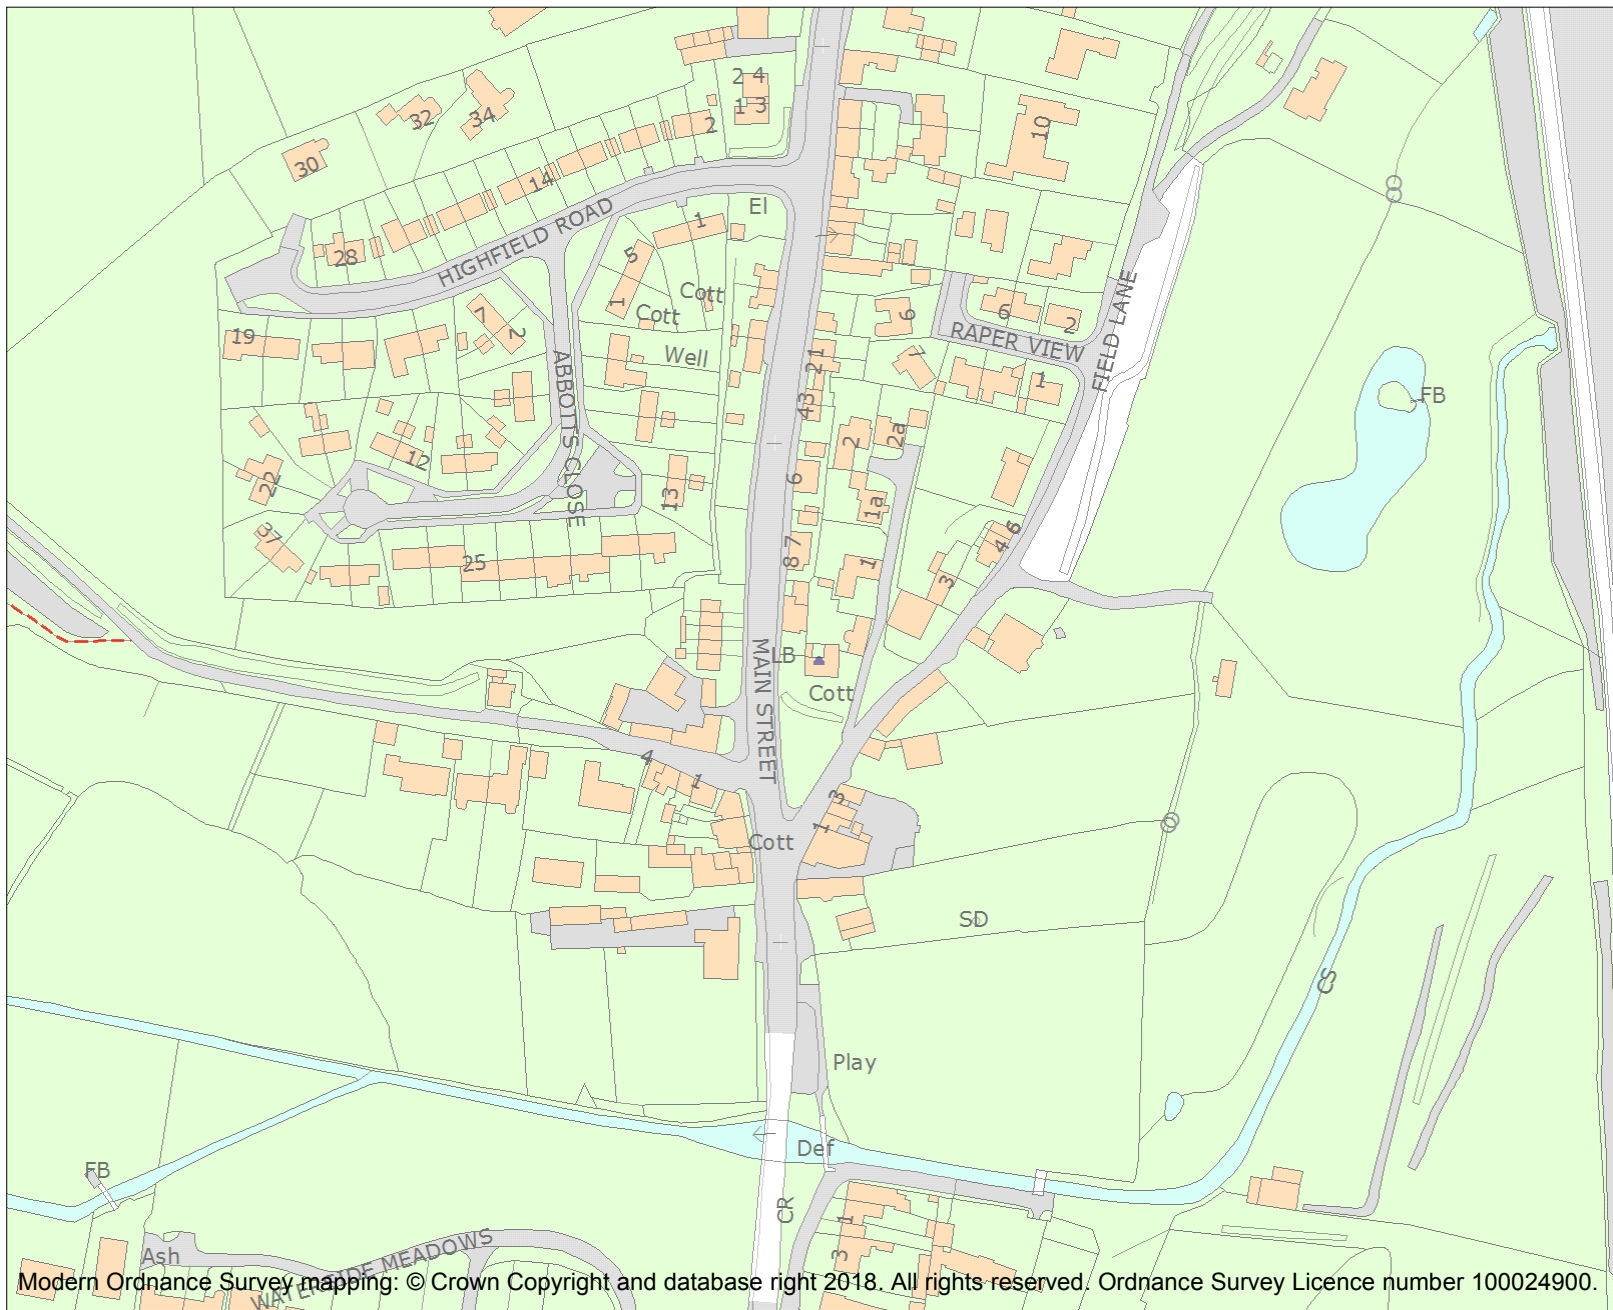 2 4
1 3
32
34
2
10
30
14
El
1
28
HIGHFIELD ROAD
5
Cott
1
Cott
6
6
2
FIELD LANE
19
7
2
RAPER VIEW
Well
21
7
1
ABBOTTS CLOSE
43
FB
2
2a
12
22
6
13
1a
37
4 6
7
8
25
1
3
MAIN STREET
LB
Cott
4
1
3
1
Cott
SD
CS
Play
Def
FB
CR
1
3
Ash
WATERSIDE MEADOWS
Modern Ordnance Survey mapping: © Crown Copyright and database right 2018. All rights reserved. Ordnance Survey Licence number 100024900.